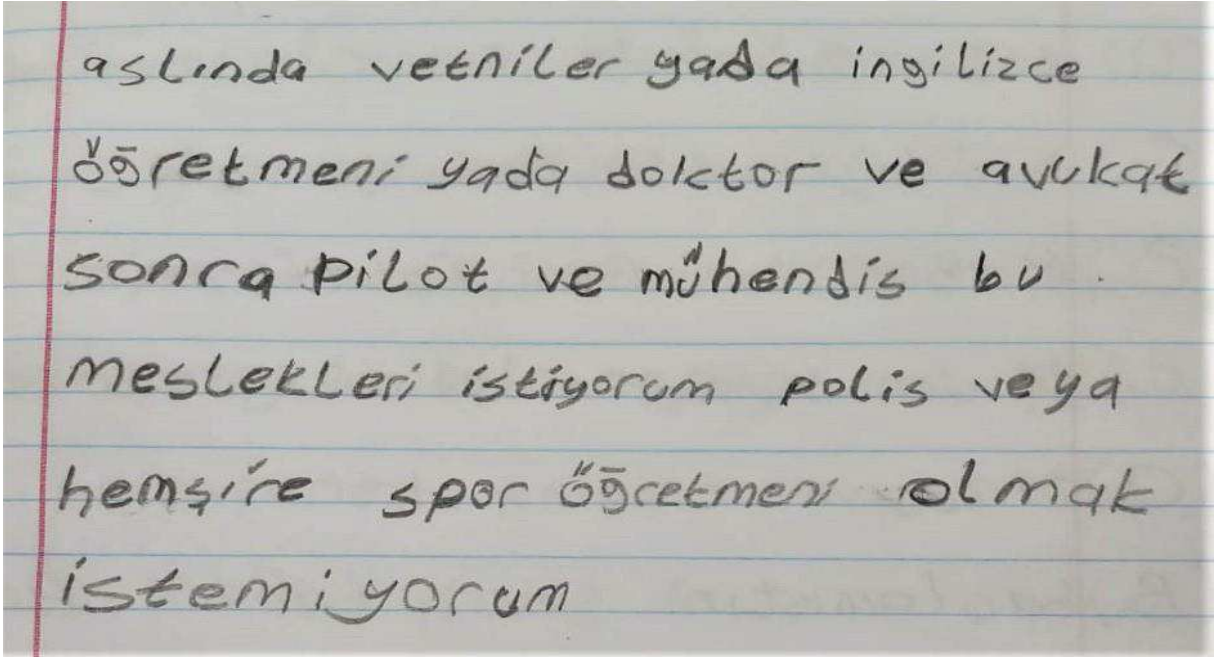 aslında vetniler yada ingilizce
öğretmeni yada doktor ve avukat
sonra pilot ve mühendis bu
meslekleri istiyorum polis veya
hemşire spor öğretmeni olmak
istemiyorum